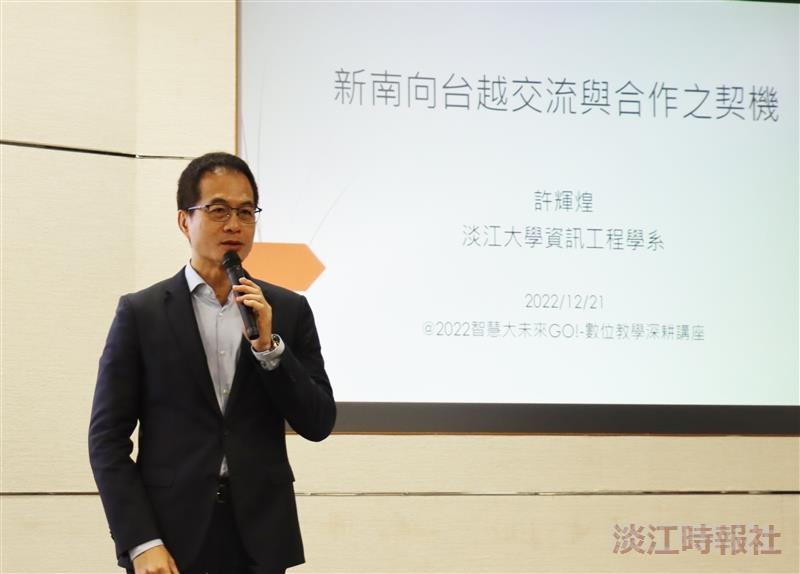 新南向台越交流與合作之契機
許輝煌
淡江大學資訊工程學系
2022/12/21
@2022智慧大未來GO!-數位教學深耕講座
淡江時報社